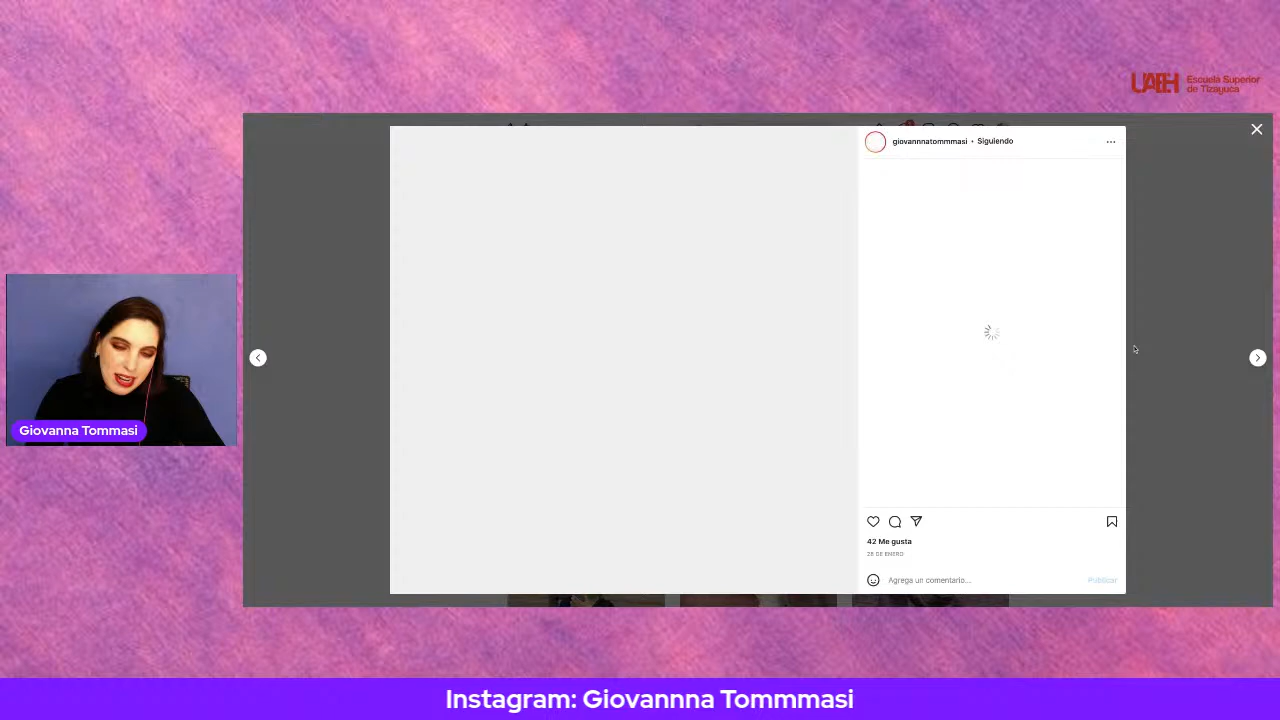 UAEH Escuela Superior
de Tizayuca
giovannnatommmasi • Siguiendo
Giovanna Tommasi
42 Me gusta
28 DE ENERO
Agrega un comentario...
Publicar
Instagram: Giovannna Tommmasi